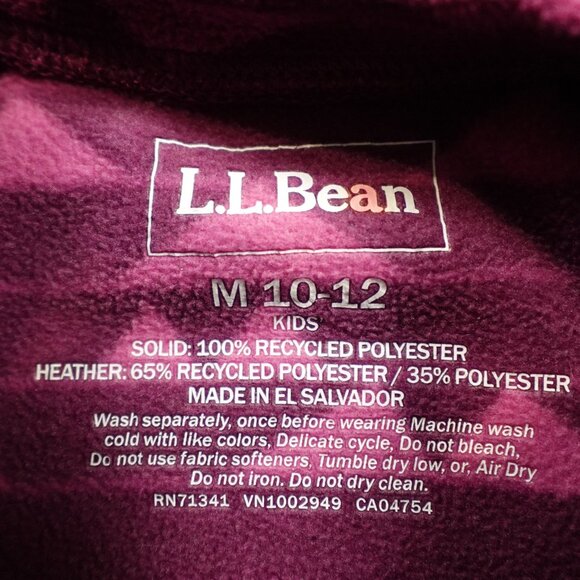 L.L.Bean
M 10-12
KIDS'
SOLID: 100% RECYCLED POLYESTER
HEATHER: 65% RECYCLED POLYESTER / 35% POLYESTER
MADE IN EL SALVADOR
Wash separately, once before wearing Machine wash
cold with like colors, Delicate cycle, Do not bleach,
Do not use fabric softeners, Tumble dry low, or, Air Dry
Do not iron. Do not dry clean.
RN71341 VN1002949 CA04754